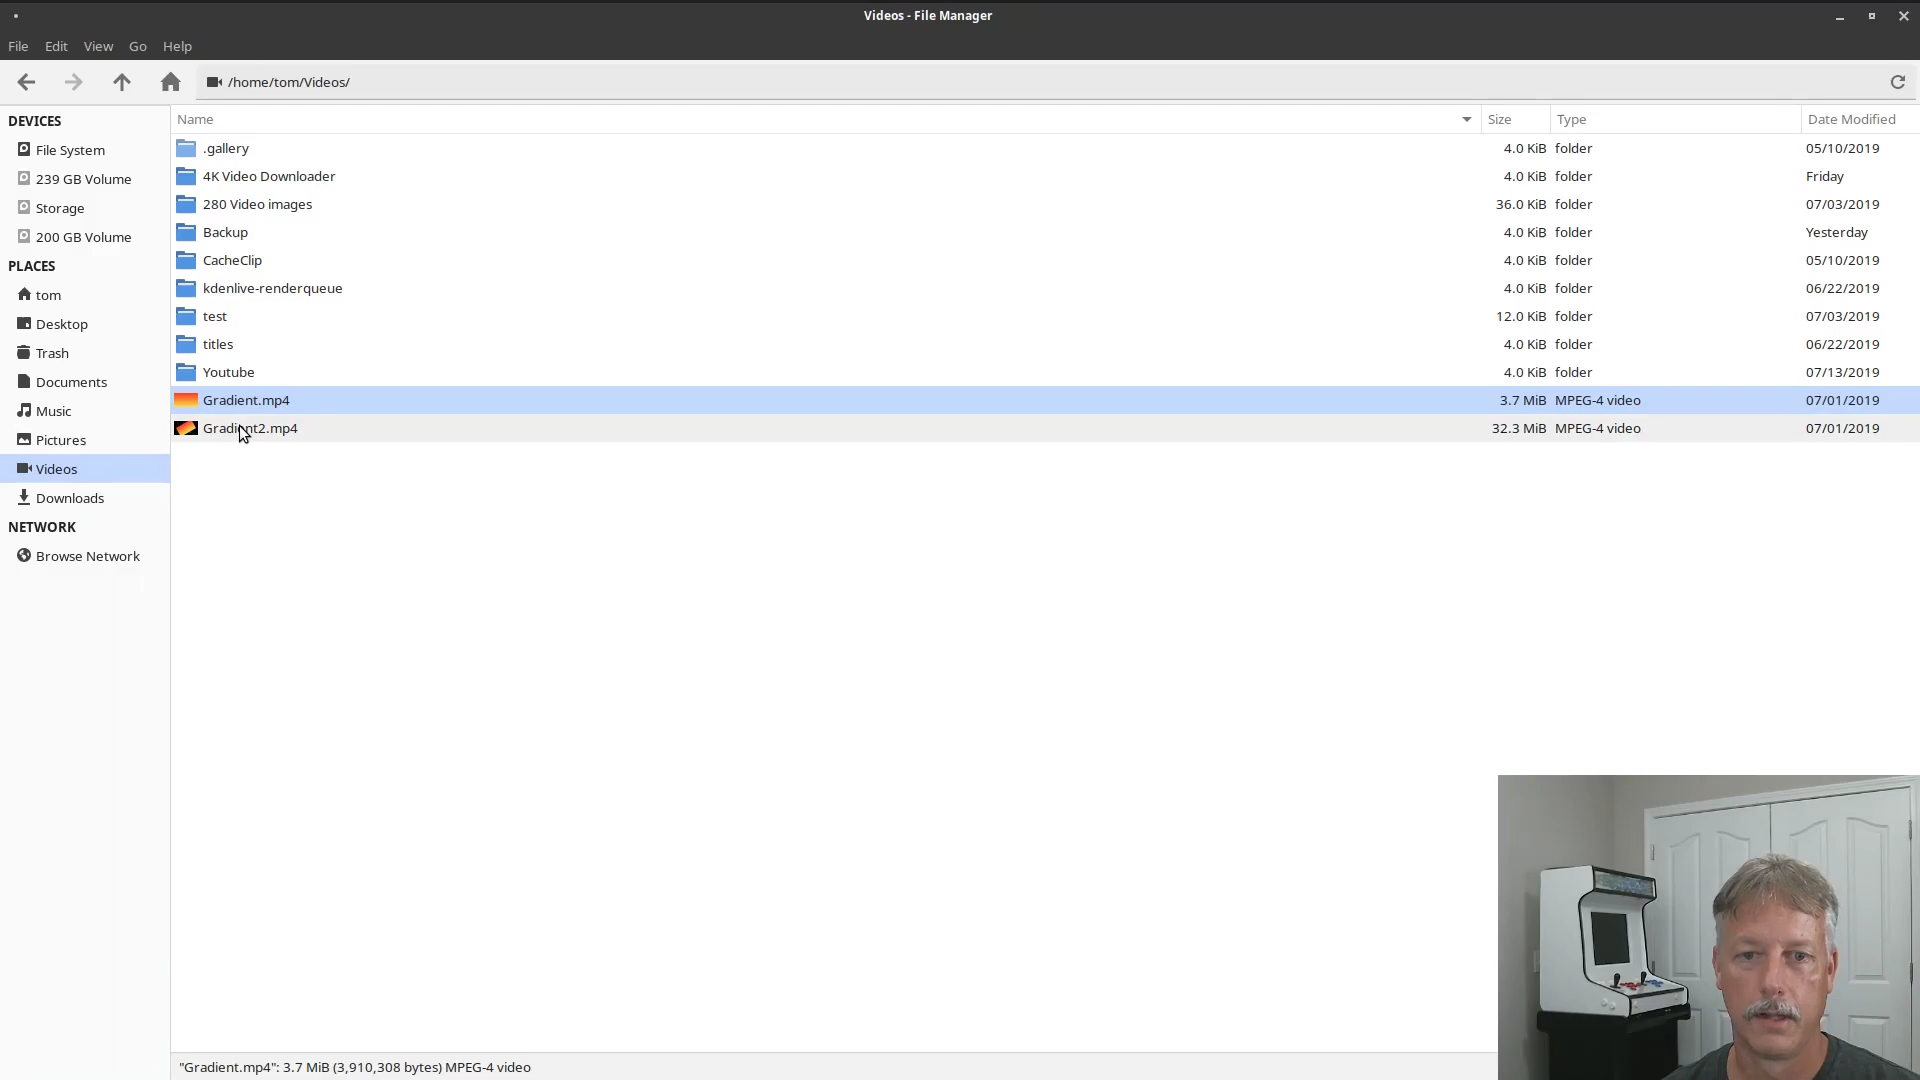 Videos - File Manager
File Edit View Go Help
/home/tom/Videos/
DEVICES
File System
239 GB Volume
Storage
200 GB Volume
PLACES
tom
Desktop
Trash
Documents
Music
Pictures
Videos
Downloads
NETWORK
Browse Network
Name Size Type Date Modified
.gallery 4.0 KiB folder 05/10/2019
4K Video Downloader 4.0 KiB folder Friday
280 Video images 36.0 KiB folder 07/03/2019
Backup 4.0 KiB folder Yesterday
CacheClip 4.0 KiB folder 05/10/2019
kdenlive-renderqueue 4.0 KiB folder 06/22/2019
test 12.0 KiB folder 07/03/2019
titles 4.0 KiB folder 06/22/2019
Youtube 4.0 KiB folder 07/13/2019
Gradient.mp4 3.7 MiB MPEG-4 video 07/01/2019
Gradient2.mp4 32.3 MiB MPEG-4 video 07/01/2019
"Gradient.mp4": 3.7 MiB (3,910,308 bytes) MPEG-4 video